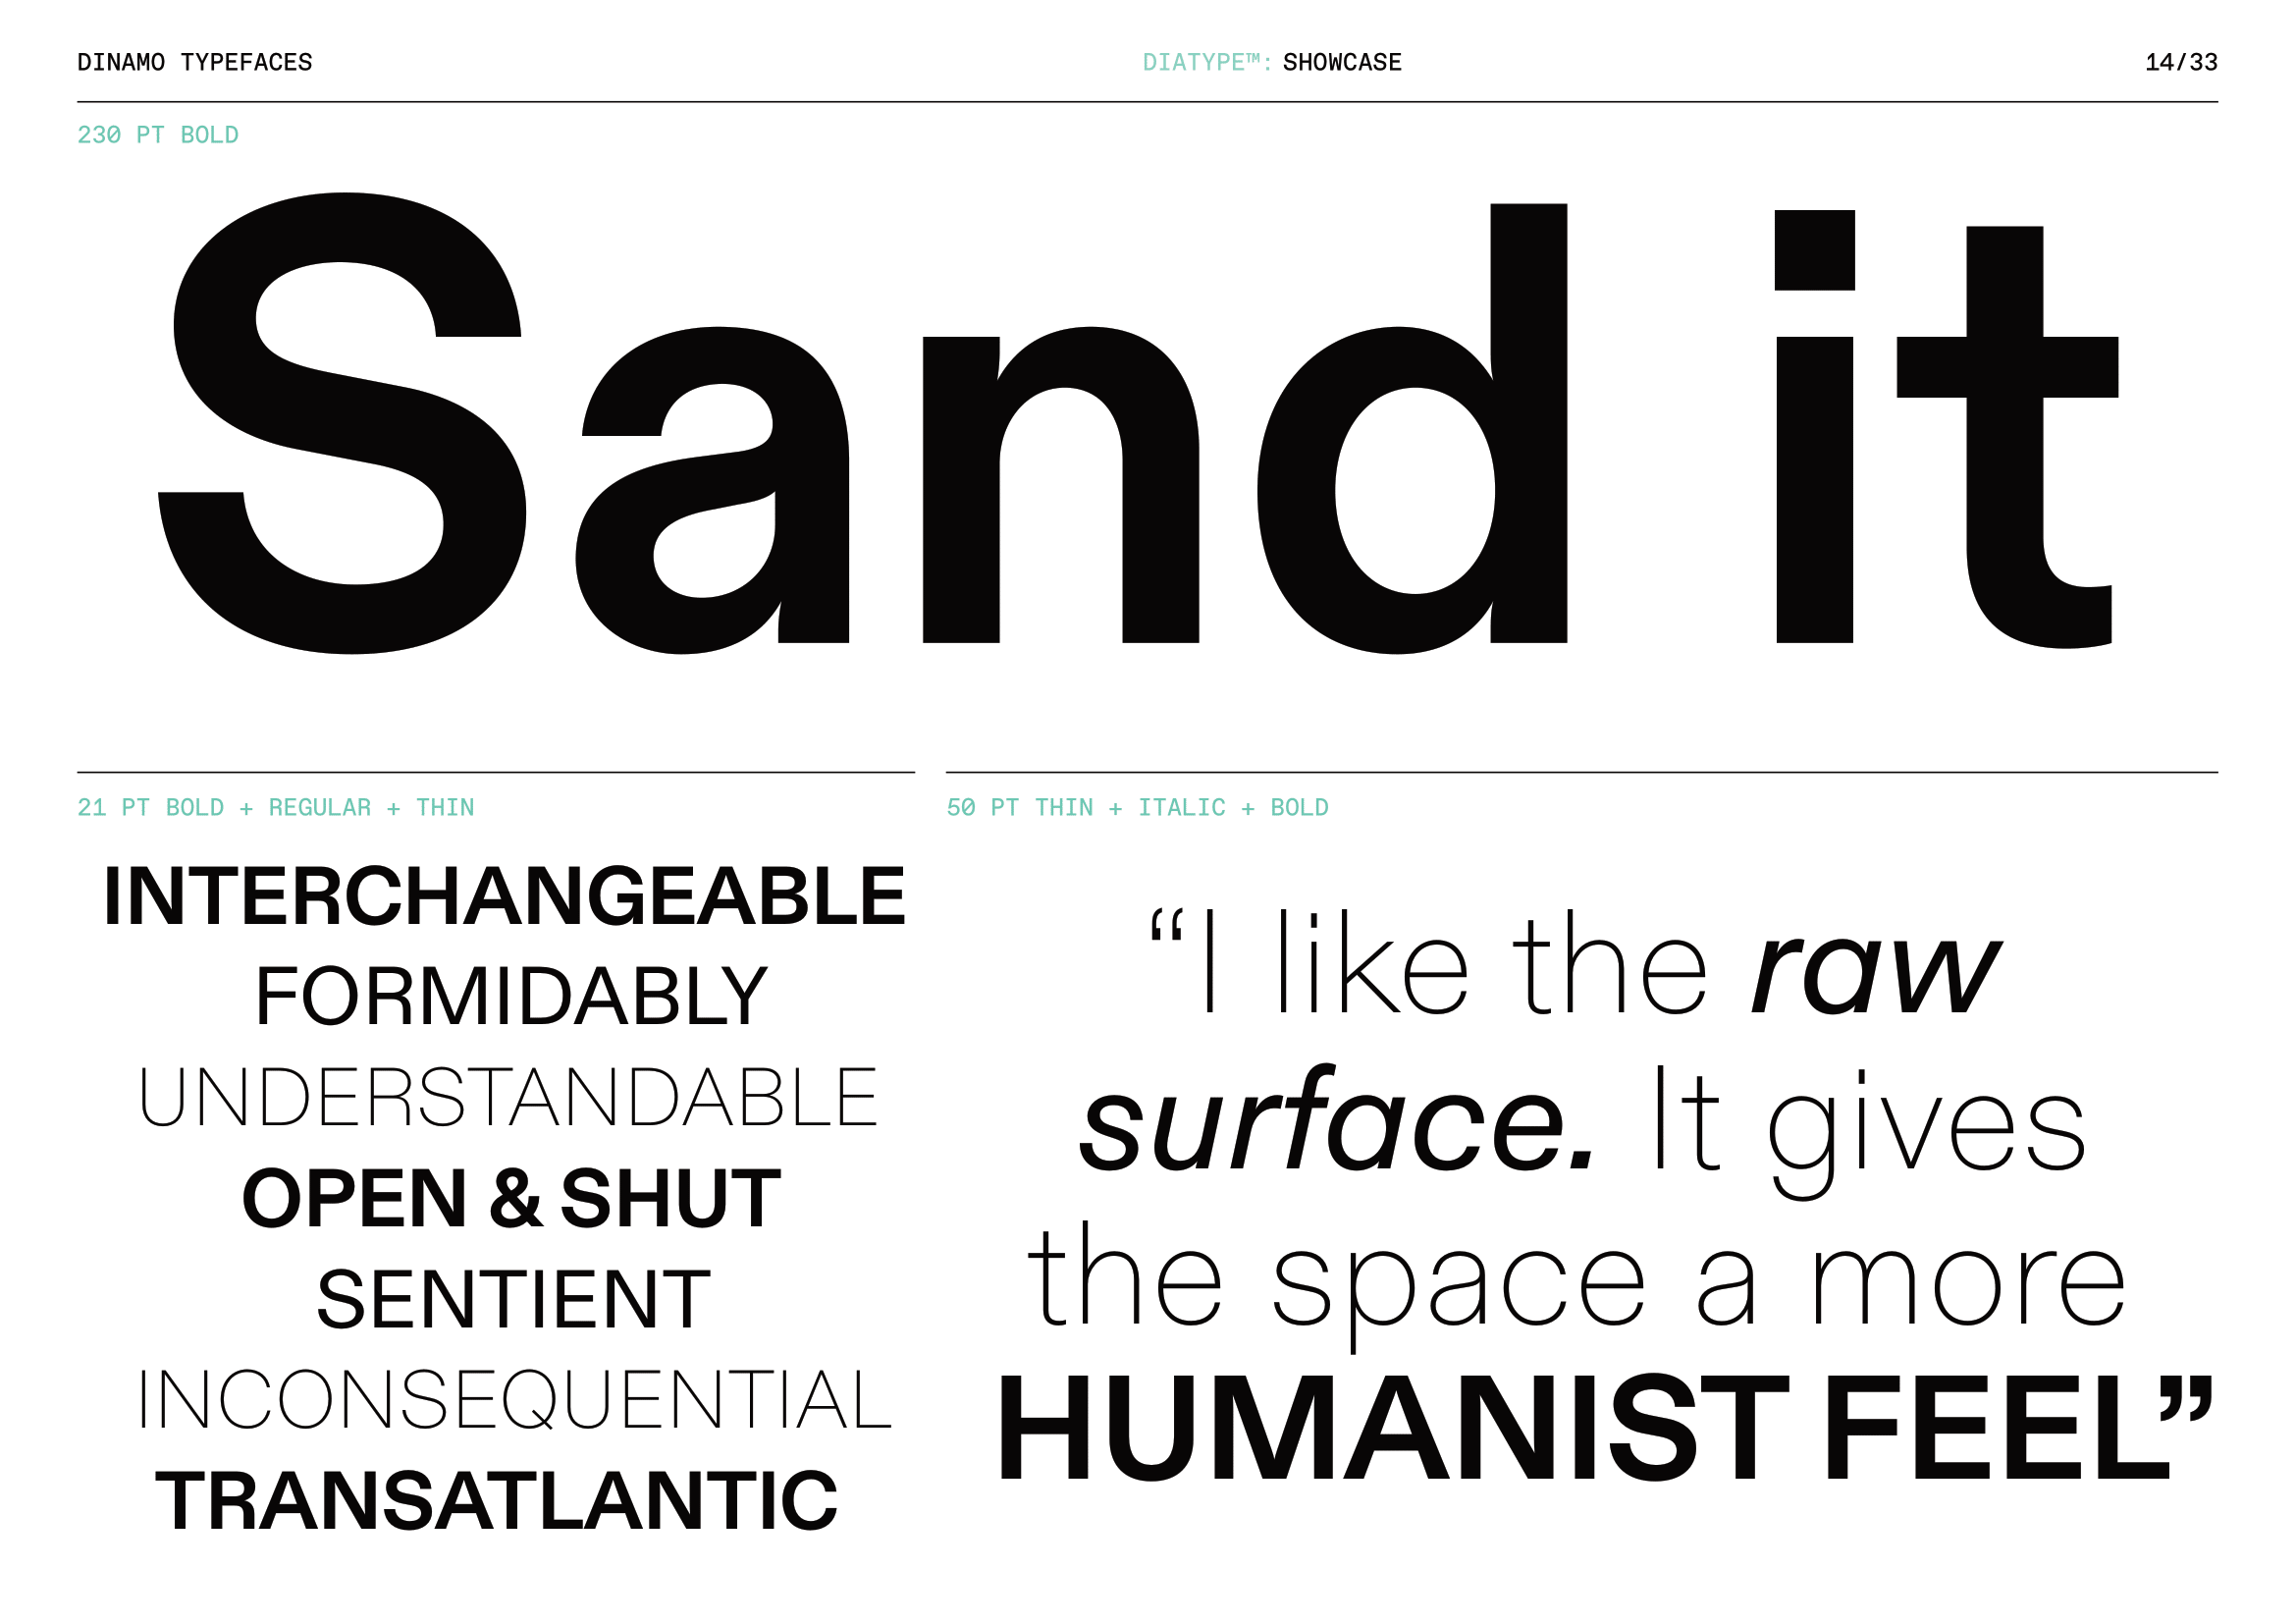 DINAMO TYPEFACES
DIATYPE™: SHOWCASE
14/33
230 PT BOLD
Sand it
21 PT BOLD + REGULAR + THIN
INTERCHANGEABLE
FORMIDABLY
UNDERSTANDABLE
OPEN & SHUT
SENTIENT
INCONSEQUENTIAL
TRANSATLANTIC
50 PT THIN + ITALIC + BOLD
“I like the raw
surface. It gives
the space a more
HUMANIST FEEL”